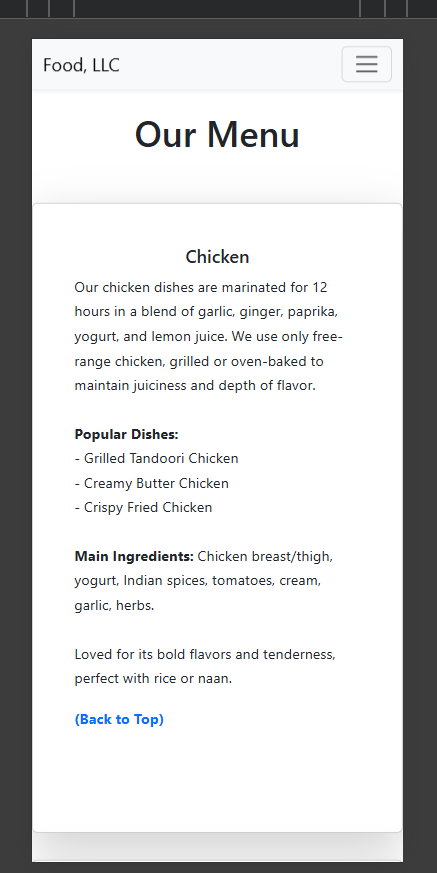 Food, LLC
Our Menu
Chicken
Our chicken dishes are marinated for 12
hours in a blend of garlic, ginger, paprika,
yogurt, and lemon juice. We use only free-
range chicken, grilled or oven-baked to
maintain juiciness and depth of flavor.
Popular Dishes:
- Grilled Tandoori Chicken
- Creamy Butter Chicken
- Crispy Fried Chicken
Main Ingredients: Chicken breast/thigh,
yogurt, Indian spices, tomatoes, cream,
garlic, herbs.
Loved for its bold flavors and tenderness,
perfect with rice or naan.
(Back to Top)